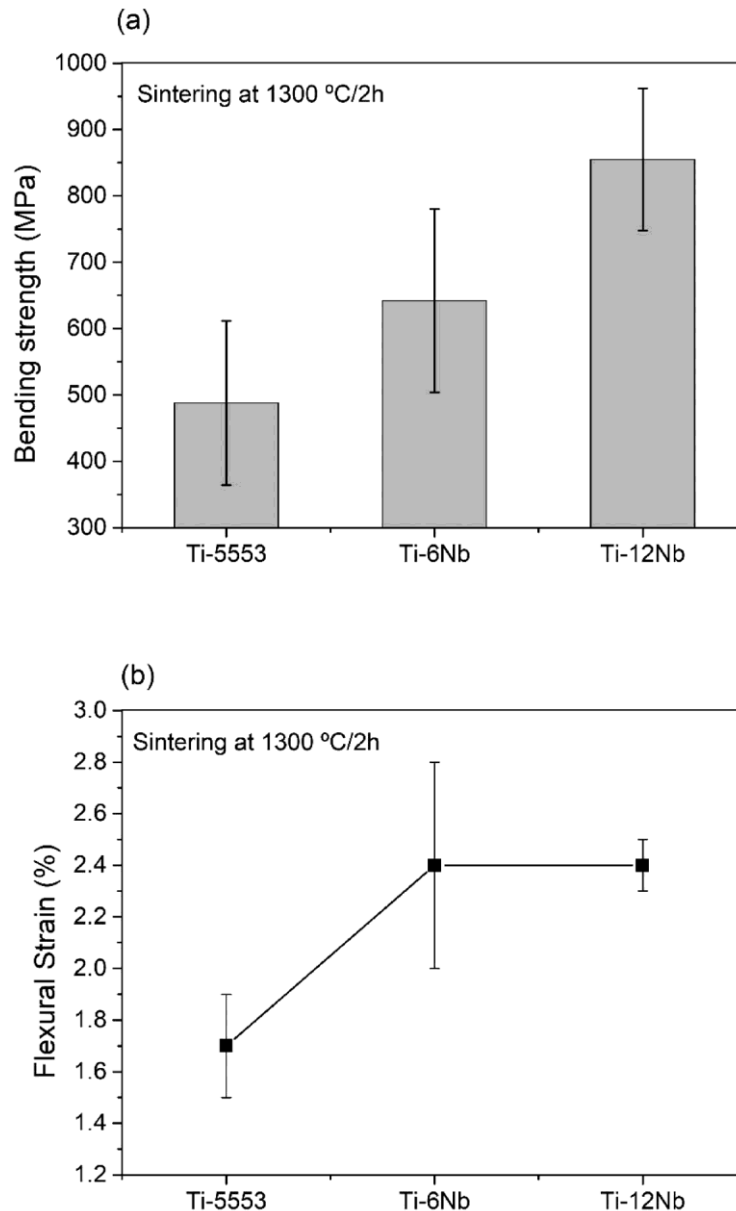 (a)
Sintering at 1300 ºC/2h
Bending strength (MPa)
1000
900
800
700
600
500
400
300
Ti-5553 Ti-6Nb Ti-12Nb
(b)
Sintering at 1300 ºC/2h
Flexural Strain (%)
3.0
2.8
2.6
2.4
2.2
2.0
1.8
1.6
1.4
1.2
Ti-5553 Ti-6Nb Ti-12Nb